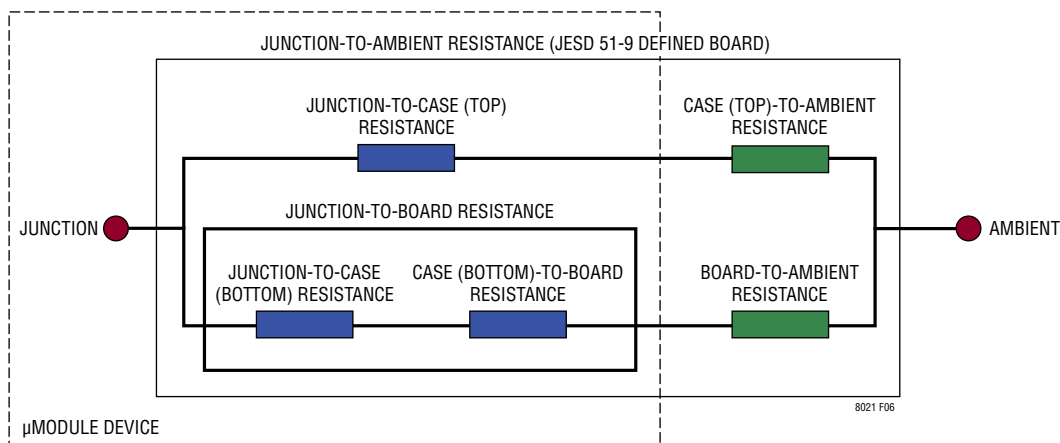 JUNCTION-TO-AMBIENT RESISTANCE (JESD 51-9 DEFINED BOARD)
JUNCTION-TO-CASE (TOP)
RESISTANCE
CASE (TOP)-TO-AMBIENT
RESISTANCE
JUNCTION
JUNCTION-TO-BOARD RESISTANCE
AMBIENT
JUNCTION-TO-CASE
(BOTTOM) RESISTANCE
CASE (BOTTOM)-TO-BOARD
RESISTANCE
BOARD-TO-AMBIENT
RESISTANCE
8021 F06
µMODULE DEVICE